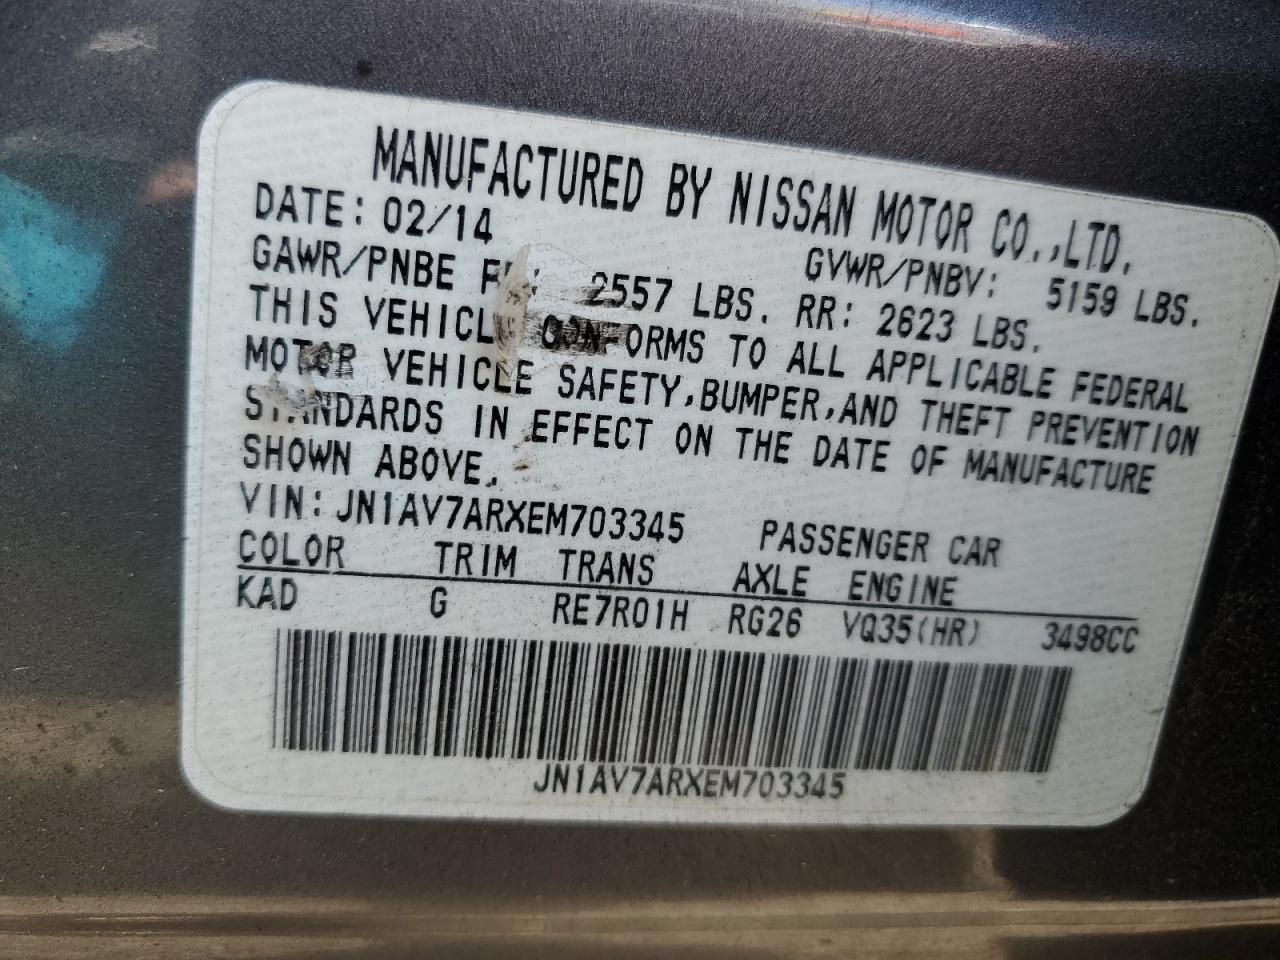 MANUFACTURED BY NISSAN MOTOR CO.,LTD.
DATE: 02/14 GVWR/PNBV: 5159 LBS.
GAWR/PNBE 2557 LBS. RR: 2623 LBS.
THIS VEHICLE CONFORMS TO ALL APPLICABLE FEDERAL
MOTOR VEHICLE SAFETY,BUMPER,AND THEFT PREVENTION
STANDARDS IN EFFECT ON THE DATE OF MANUFACTURE
SHOWN ABOVE.
VIN: JN1AV7ARXEM703345 PASSENGER CAR
COLOR TRIM TRANS AXLE ENGINE
KAD G RE7R01H RG26 VQ35(HR) 3498CC
JN1AV7ARXEM703345